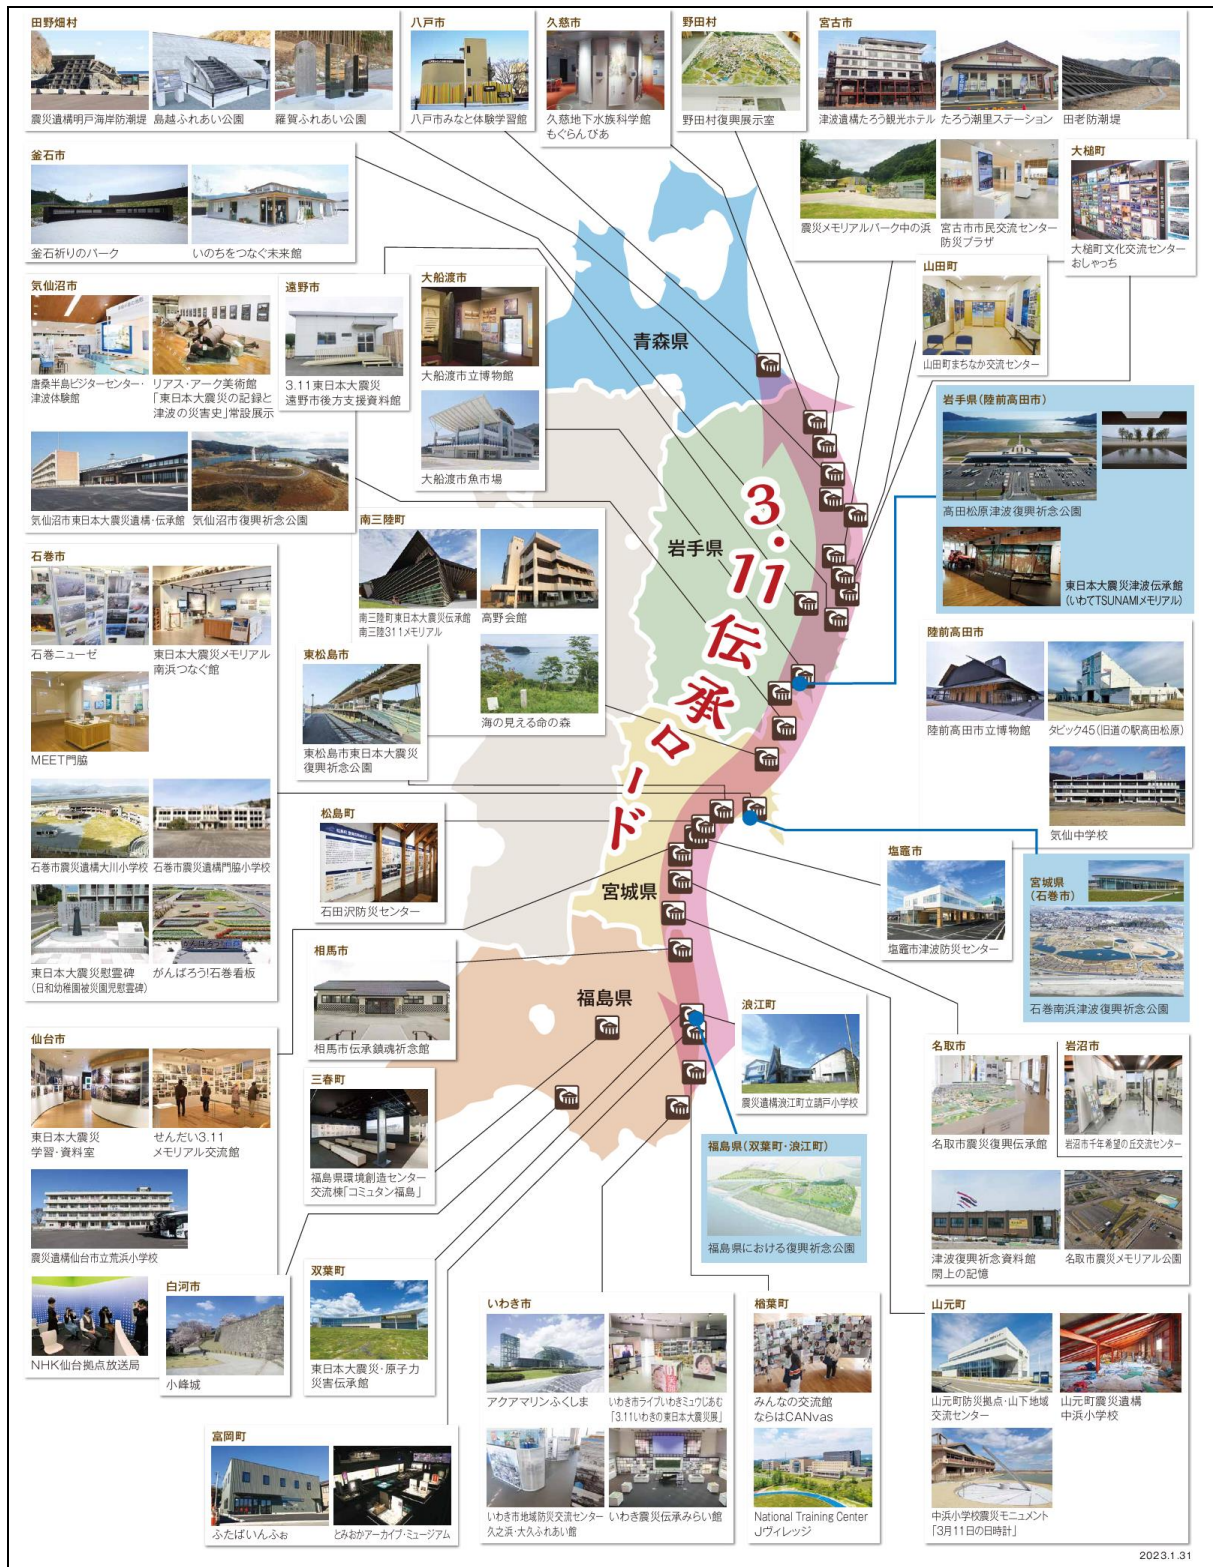 田野畑村
震災遺構明戸海岸防潮堤
島越ふれあい公園
羅賀ふれあい公園
八戸市
八戸市みなと体験学習館
久慈市
久慈地下水族科学館
もぐらんぴあ
野田村
野田村復興展示室
宮古市
津波遺構たろう観光ホテル
たろう潮里ステーション
田老防潮堤
震災メモリアルパーク中の浜
宮古市市民交流センター
防災プラザ
大槌町
大槌町文化交流センター
おしゃっち
釜石市
釜石祈りのパーク
いのちをつなぐ未来館
山田町
山田町まちなか交流センター
気仙沼市
唐桑半島ビジターセンター・
津波体験館
リアス・アーク美術館
「東日本大震災の記録と
津波の災害史」常設展示
気仙沼市東日本大震災遺構・伝承館
気仙沼市復興祈念公園
遠野市
3.11東日本大震災
遠野市後方支援資料館
大船渡市
大船渡市立博物館
大船渡市魚市場
青森県
岩手県
宮城県
福島県
3.11伝承ロード
岩手県(陸前高田市)
高田松原津波復興祈念公園
東日本大震災津波伝承館
(いわてTSUNAMIメモリアル)
南三陸町
南三陸町東日本大震災伝承館
南三陸311メモリアル
高野会館
海の見える命の森
石巻市
石巻ニューゼ
東日本大震災メモリアル
南浜つなぐ館
MEET門脇
石巻市震災遺構大川小学校
石巻市震災遺構門脇小学校
東日本大震災慰霊碑
(日和幼稚園被災園児慰霊碑)
がんばろう!石巻看板
東松島市
東松島市東日本大震災
復興祈念公園
陸前高田市
陸前高田市立博物館
タピック45(旧道の駅高田松原)
気仙中学校
松島町
石田沢防災センター
塩竈市
塩竈市津波防災センター
宮城県
(石巻市)
石巻南浜津波復興祈念公園
相馬市
相馬市伝承鎮魂祈念館
浪江町
震災遺構浪江町立請戸小学校
仙台市
東日本大震災
学習・資料室
せんだい3.11
メモリアル交流館
震災遺構仙台市立荒浜小学校
NHK仙台拠点放送局
三春町
福島県環境創造センター
交流棟「コミュタン福島」
福島県(双葉町・浪江町)
福島県における復興祈念公園
名取市
名取市震災復興伝承館
津波復興祈念資料館
閖上の記憶
名取市震災メモリアル公園
岩沼市
岩沼市千年希望の丘交流センター
白河市
小峰城
双葉町
東日本大震災・原子力
災害伝承館
いわき市
アクアマリンふくしま
いわき市ライブいわきミュウじあむ
「3.11いわきの東日本大震災展」
いわき市地域防災交流センター
久之浜・大久ふれあい館
いわき震災伝承みらい館
楢葉町
みんなの交流館
ならはCANvas
National Training Center
Jヴィレッジ
山元町
山元町防災拠点・山下地域
交流センター
山元町震災遺構
中浜小学校
中浜小学校震災モニュメント
「3月11日の日時計」
富岡町
ふたばいんふぉ
とみおかアーカイブ・ミュージアム
2023.1.31